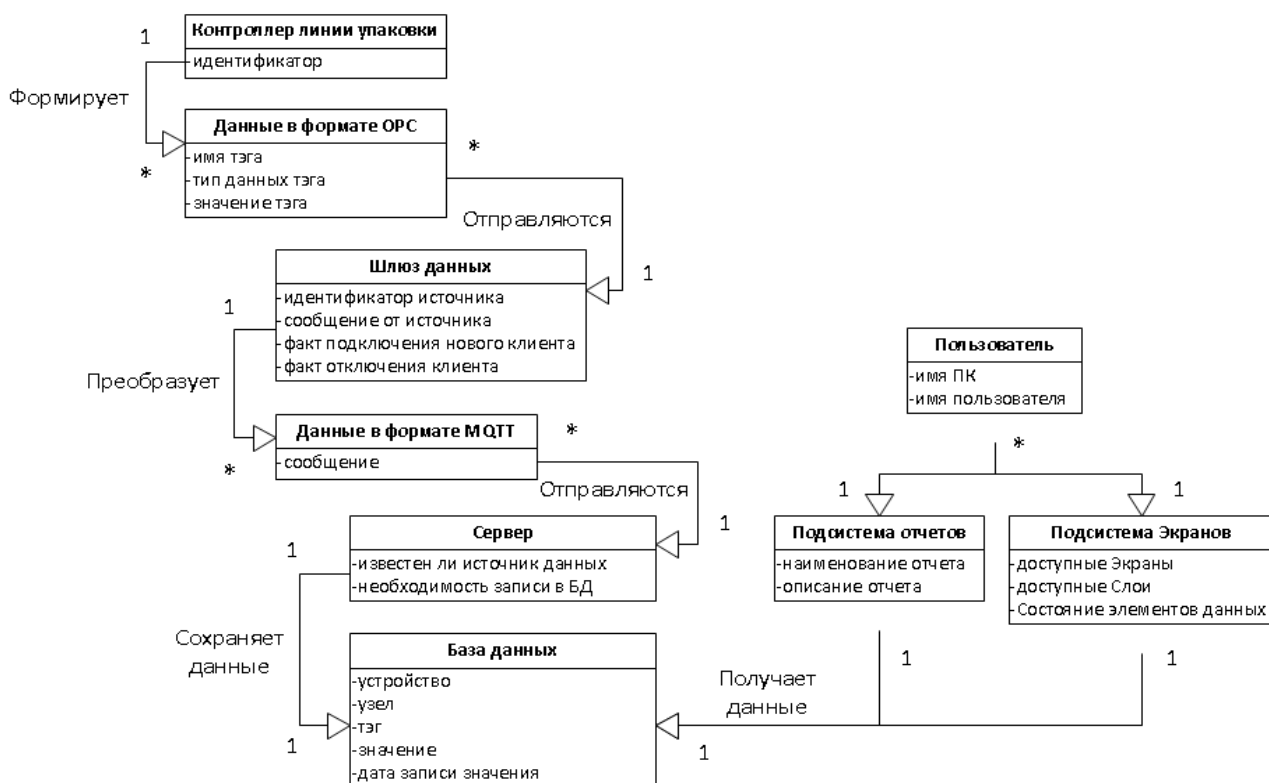 1
Контроллер линии упаковки
-идентификатор
Формирует
*
Данные в формате OPC
-имя тэга
-тип данных тэга
-значение тэга
*
Отправляются
1
Шлюз данных
-идентификатор источника
-сообщение от источника
-факт подключения нового клиента
-факт отключения клиента
1
Преобразует
*
Данные в формате MQTT
-сообщение
*
Отправляются
1
Сервер
-известен ли источник данных
-необходимость записи в БД
1
Сохраняет
данные
1
База данных
-устройство
-узел
-тэг
-значение
-дата записи значения
Пользователь
-имя ПК
-имя пользователя
*
1
1
Подсистема отчетов
-наименование отчета
-описание отчета
Подсистема Экранов
-доступные Экраны
-доступные Слои
-Состояние элементов данных
1
1
Получает
данные
1